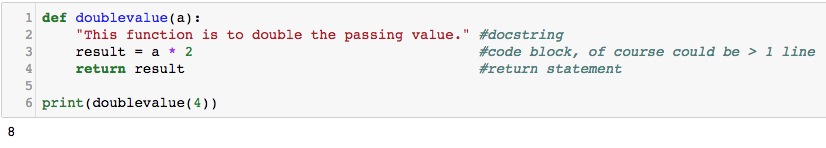 1 def doublevalue(a):
2 "This function is to double the passing value." #docstring
3 result = a * 2 #code block, of course could be > 1 line
4 return result #return statement
5
6 print(doublevalue(4))
8